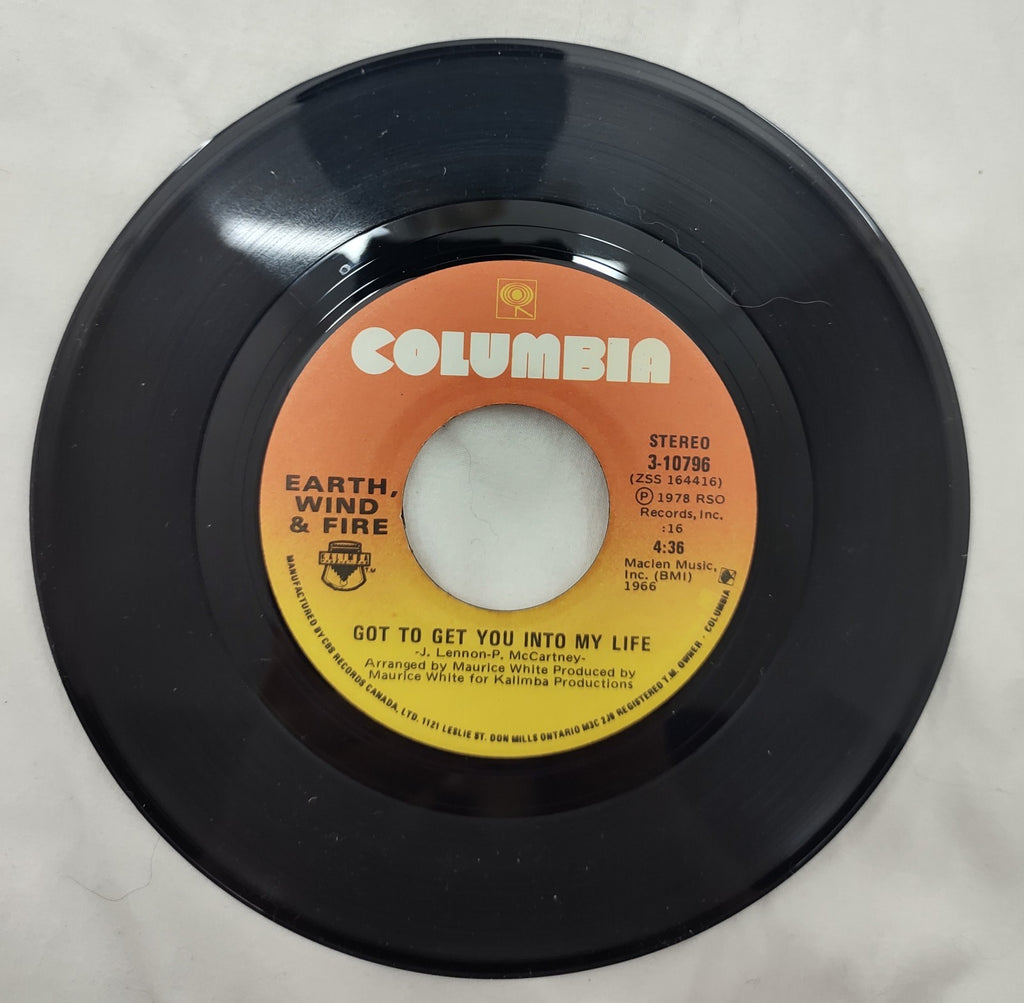 COLUMBIA
EARTH,
WIND
& FIRE
T.M.
STEREO
3-10796
(ZSS 164416)
Ⓟ 1978 RSO
Records, Inc.
:16
4:36
Maclen Music,
Inc. (BMI)
1966
GOT TO GET YOU INTO MY LIFE
-J. Lennon-P. McCartney-
Arranged by Maurice White Produced by
Maurice White for Kalimba Productions
MANUFACTURED BY CBS RECORDS CANADA, LTD. 1121 LESLIE ST. DON MILLS ONTARIO M3C 2J9 REGISTERED T.M. OWNER - COLUMBIA